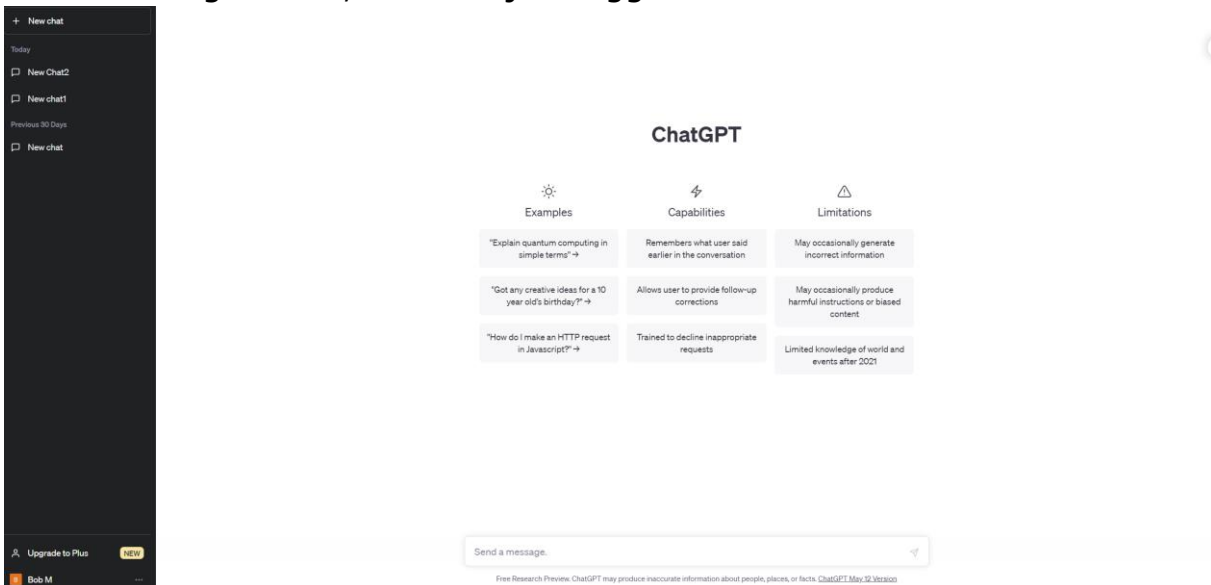 + New chat
Today
New Chat2
New chat1
Previous 30 Days
New chat
Upgrade to Plus NEW
Bob M
ChatGPT
Examples
"Explain quantum computing in
simple terms" →
"Got any creative ideas for a 10
year old's birthday?" →
"How do I make an HTTP request
in Javascript?" →
Capabilities
Remembers what user said
earlier in the conversation
Allows user to provide follow-up
corrections
Trained to decline inappropriate
requests
Limitations
May occasionally generate
incorrect information
May occasionally produce
harmful instructions or biased
content
Limited knowledge of world and
events after 2021
Send a message.
Free Research Preview. ChatGPT may produce inaccurate information about people, places, or facts. ChatGPT May 12 Version